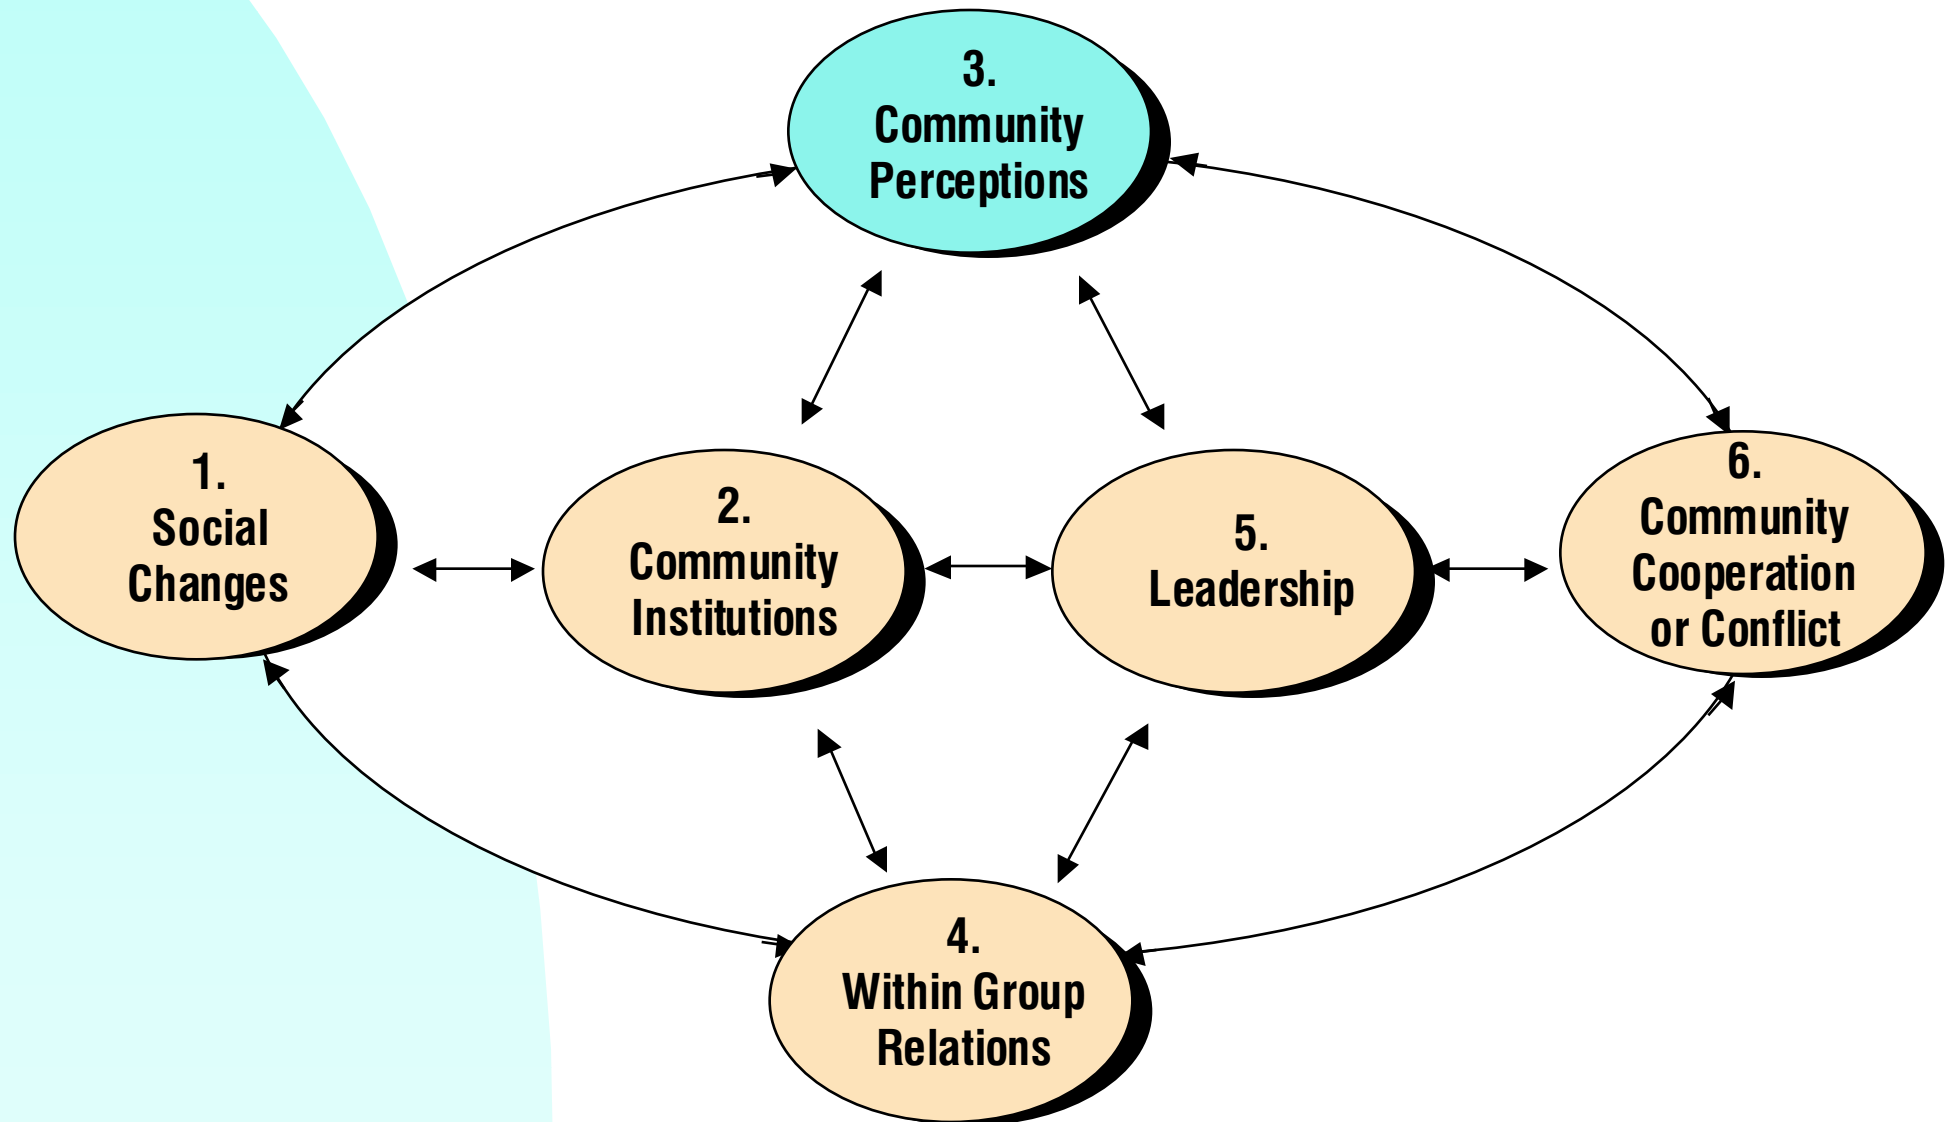 3.
Community
Perceptions
1.
Social
Changes
2.
Community
Institutions
5.
Leadership
6.
Community
Cooperation
or Conflict
4.
Within Group
Relations